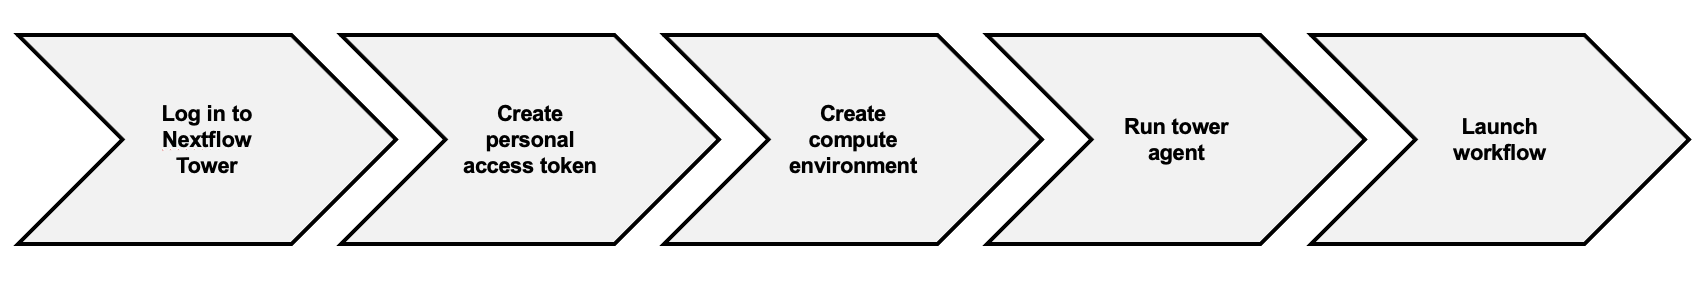 Log in to
Nextflow
Tower
Create
personal
access token
Create
compute
environment
Run tower
agent
Launch
workflow